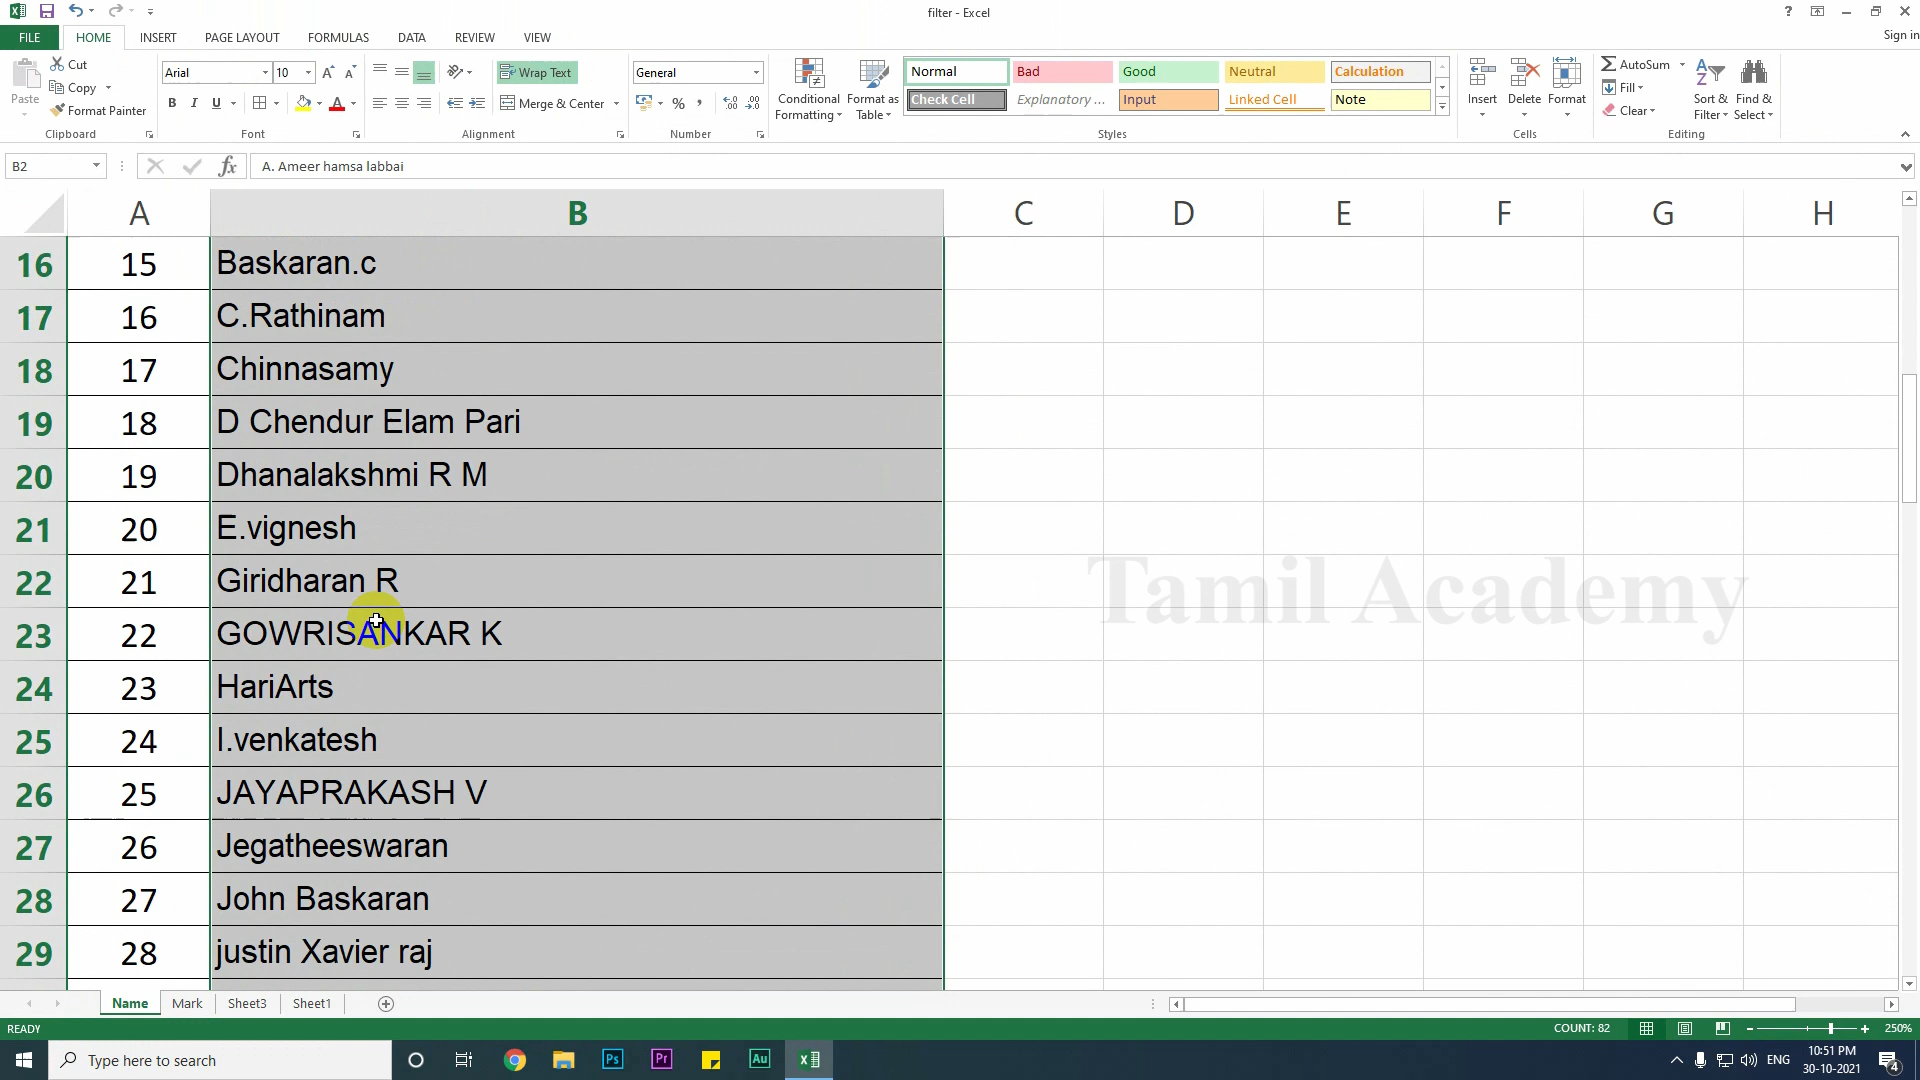 filter - Excel
Sign in
FILE HOME INSERT PAGE LAYOUT FORMULAS DATA REVIEW VIEW
Paste
Cut
Copy
Format Painter
Clipboard
Arial 10
B I U
Font
Wrap Text
Merge & Center
Alignment
General
Number
Conditional Formatting
Format as Table
Normal Bad Good Neutral Calculation
Check Cell Explanatory ... Input Linked Cell Note
Styles
Insert Delete Format
Cells
AutoSum
Fill
Clear
Sort & Filter
Find & Select
Editing
B2 fx A. Ameer hamsa labbai
A B C D E F G H
16 15 Baskaran.c
17 16 C.Rathinam
18 17 Chinnasamy
19 18 D Chendur Elam Pari
20 19 Dhanalakshmi R M
21 20 E.vignesh
22 21 Giridharan R
23 22 GOWRISANKAR K
24 23 HariArts
25 24 I.venkatesh
26 25 JAYAPRAKASH V
27 26 Jegatheeswaran
28 27 John Baskaran
29 28 justin Xavier raj
Tamil Academy
Name Mark Sheet3 Sheet1
READY COUNT: 82 250%
Type here to search
Ps Pr Au
ENG
10:51 PM
30-10-2021
4